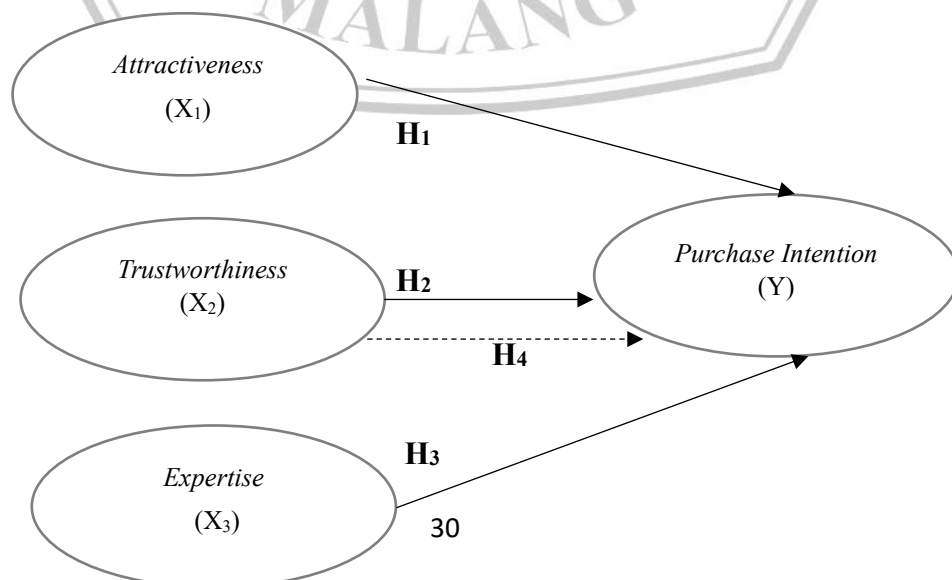 MALANG
Attractiveness
(X₁)
H₁
Trustworthiness
(X₂)
H₂
Purchase Intention
(Y)
H₄
H₃
Expertise
(X₃)
30